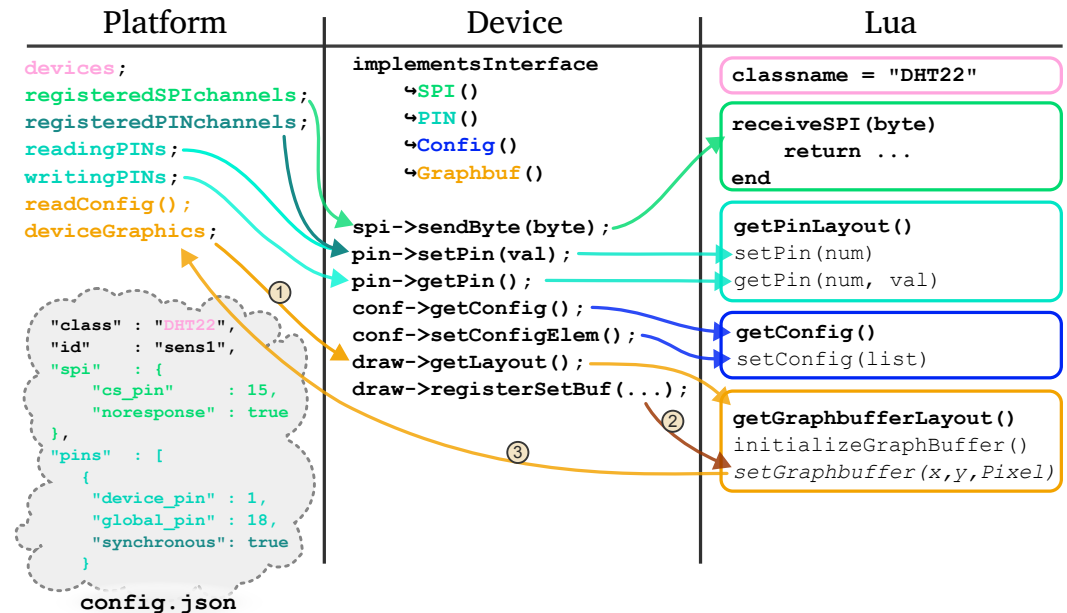 Platform
devices;
registeredSPIchannels;
registeredPINchannels;
readingPINs;
writingPINs;
readConfig();
deviceGraphics;
1
"class" : "DHT22",
"id"    : "sens1",
"spi"   : {
"cs_pin"      : 15,
"noresponse" : true
},
"pins"  : [
{
"device_pin" : 1,
"global_pin" : 18,
"synchronous": true
}
config.json
Device
implementsInterface
↪SPI()
↪PIN()
↪Config()
↪Graphbuf()
spi->sendByte(byte);
pin->setPin(val);
pin->getPin();
conf->getConfig();
conf->setConfigElem();
draw->getLayout();
draw->registerSetBuf(...);
2
3
Lua
classname = "DHT22"
receiveSPI(byte)
return ...
end
getPinLayout()
setPin(num)
getPin(num, val)
getConfig()
setConfig(list)
getGraphbufferLayout()
initializeGraphBuffer()
setGraphbuffer(x,y,Pixel)